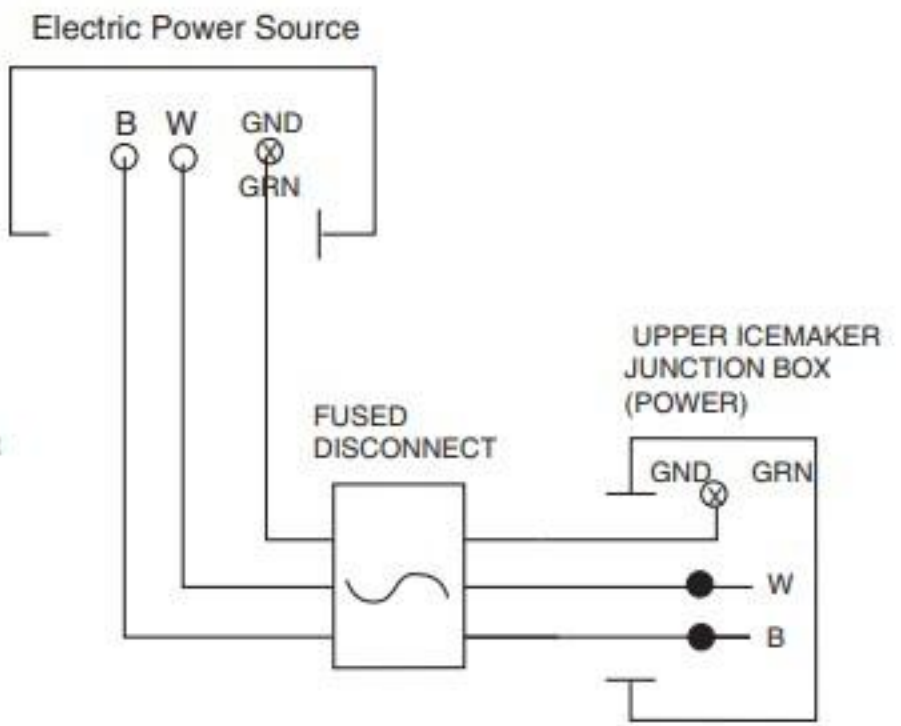 Electric Power Source
B W GND
GRN
UPPER ICEMAKER
JUNCTION BOX
(POWER)
FUSED
DISCONNECT
GND GRN
W
B